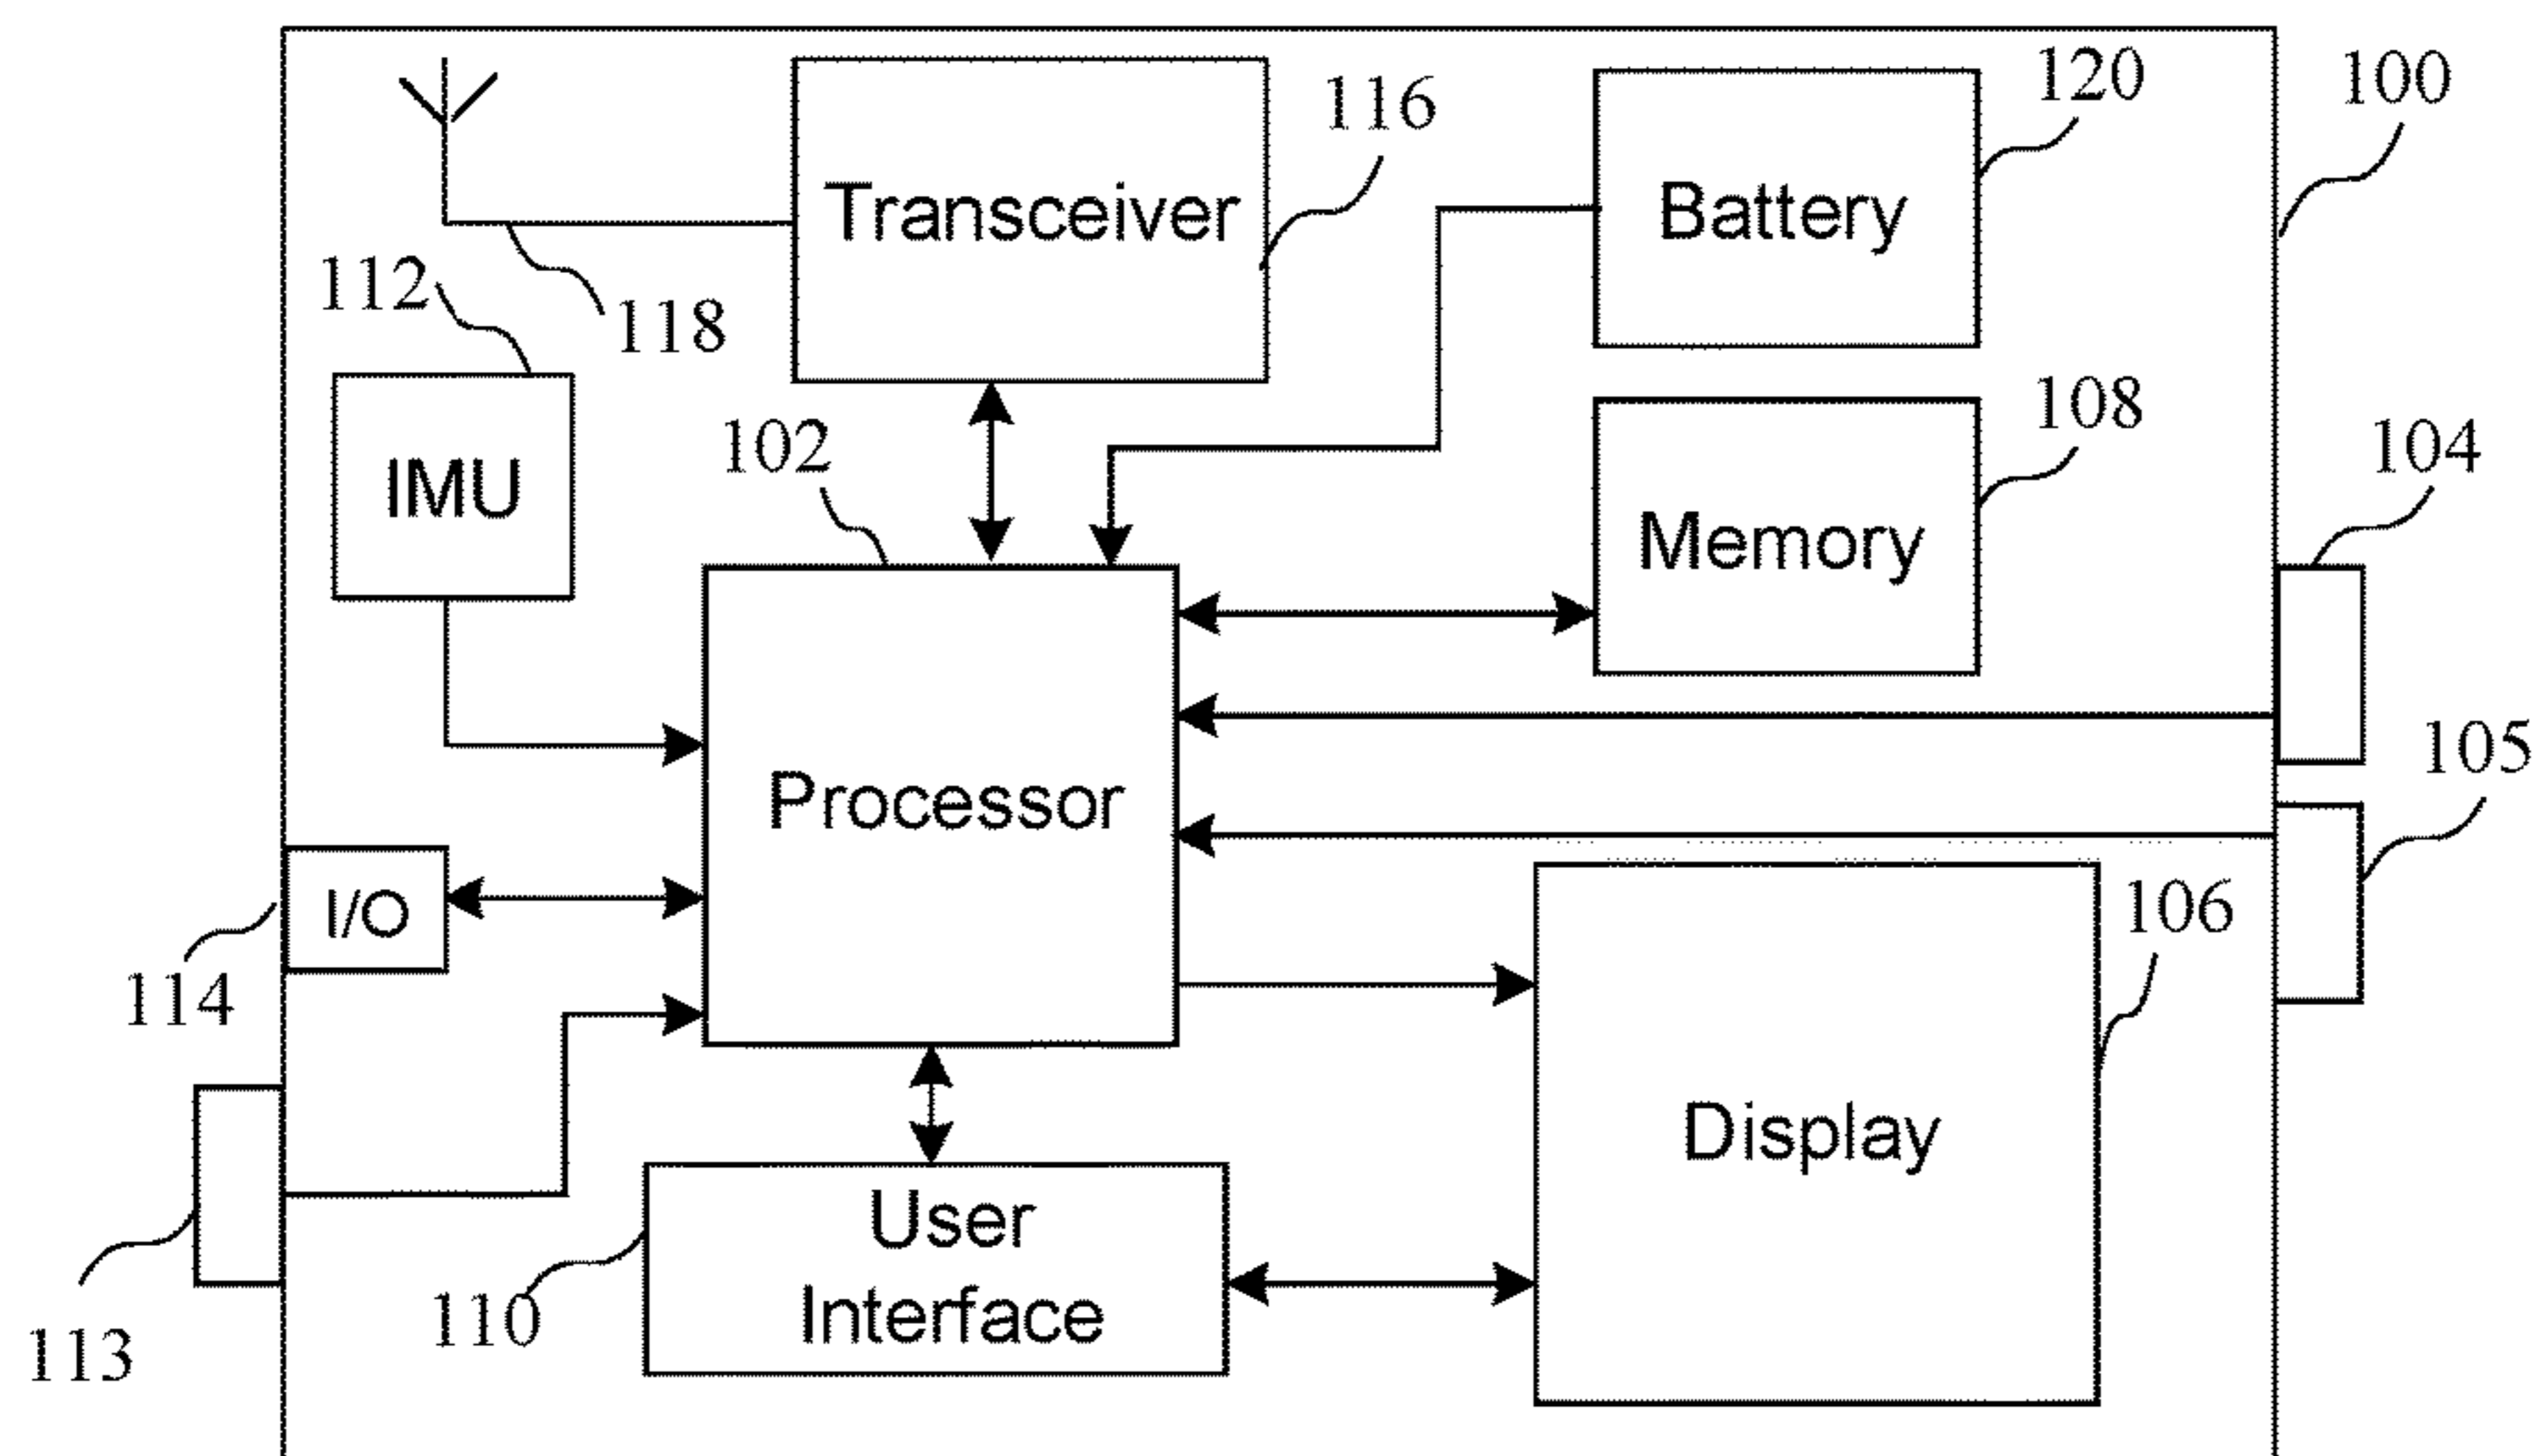 120
100
116
Transceiver
Battery
112
118
108
102
104
IMU
Memory
105
Processor
106
I/O
114
Display
User
Interface
110
113